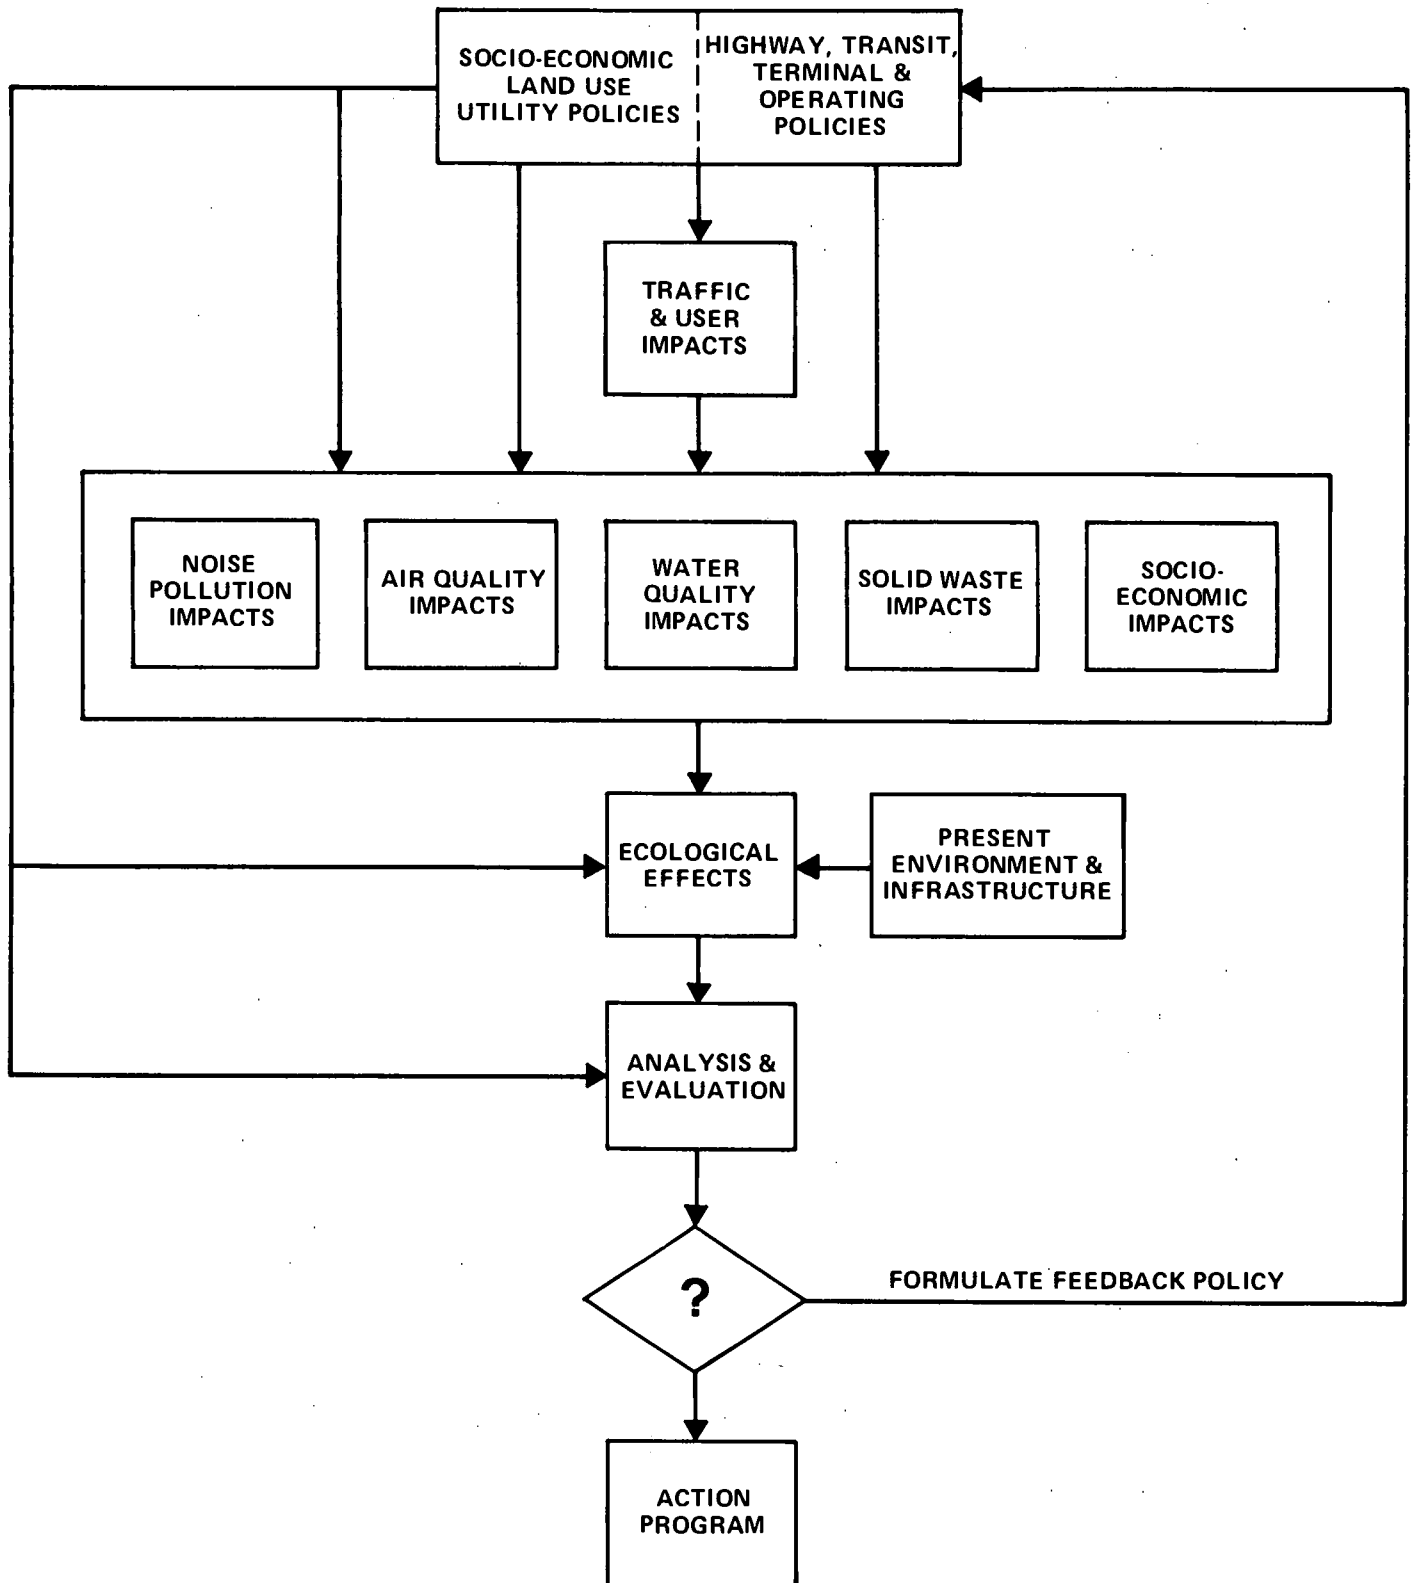 SOCIO-ECONOMIC
LAND USE
UTILITY POLICIES
HIGHWAY, TRANSIT,
TERMINAL &
OPERATING
POLICIES
TRAFFIC
& USER
IMPACTS
NOISE
POLLUTION
IMPACTS
AIR QUALITY
IMPACTS
WATER
QUALITY
IMPACTS
SOLID WASTE
IMPACTS
SOCIO-
ECONOMIC
IMPACTS
ECOLOGICAL
EFFECTS
PRESENT
ENVIRONMENT &
INFRASTRUCTURE
ANALYSIS &
EVALUATION
?
FORMULATE FEEDBACK POLICY
ACTION
PROGRAM